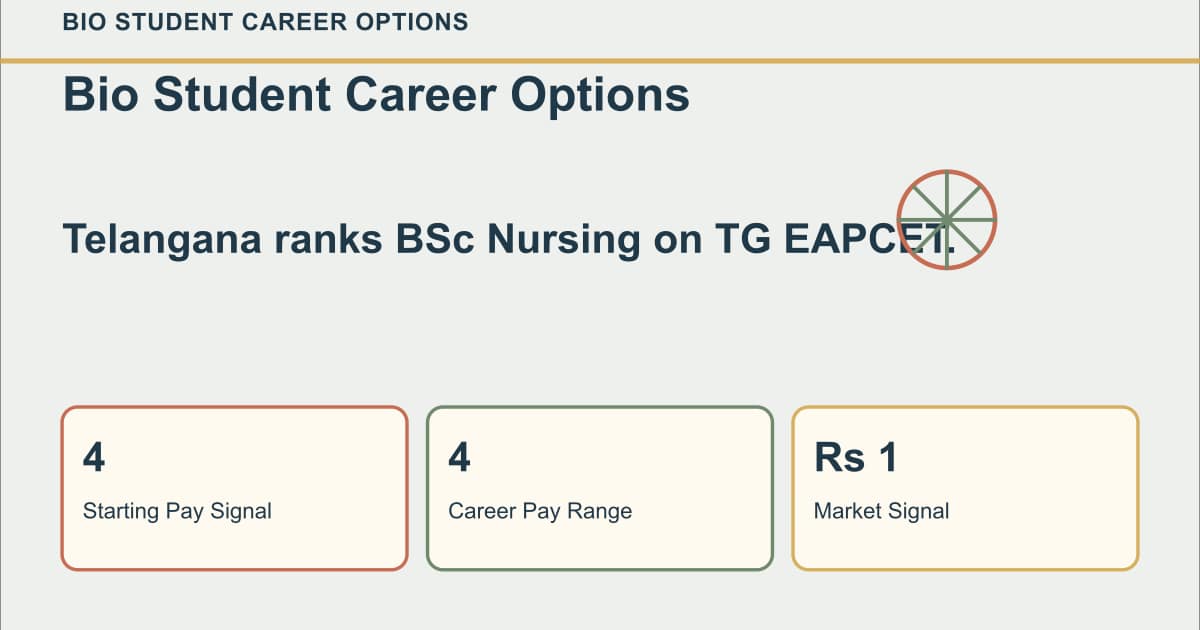 BIO STUDENT CAREER OPTIONS
Bio Student Career Options
Telangana ranks BSc Nursing on TG EAPCET.
4
Starting Pay Signal
4
Career Pay Range
Rs 1
Market Signal